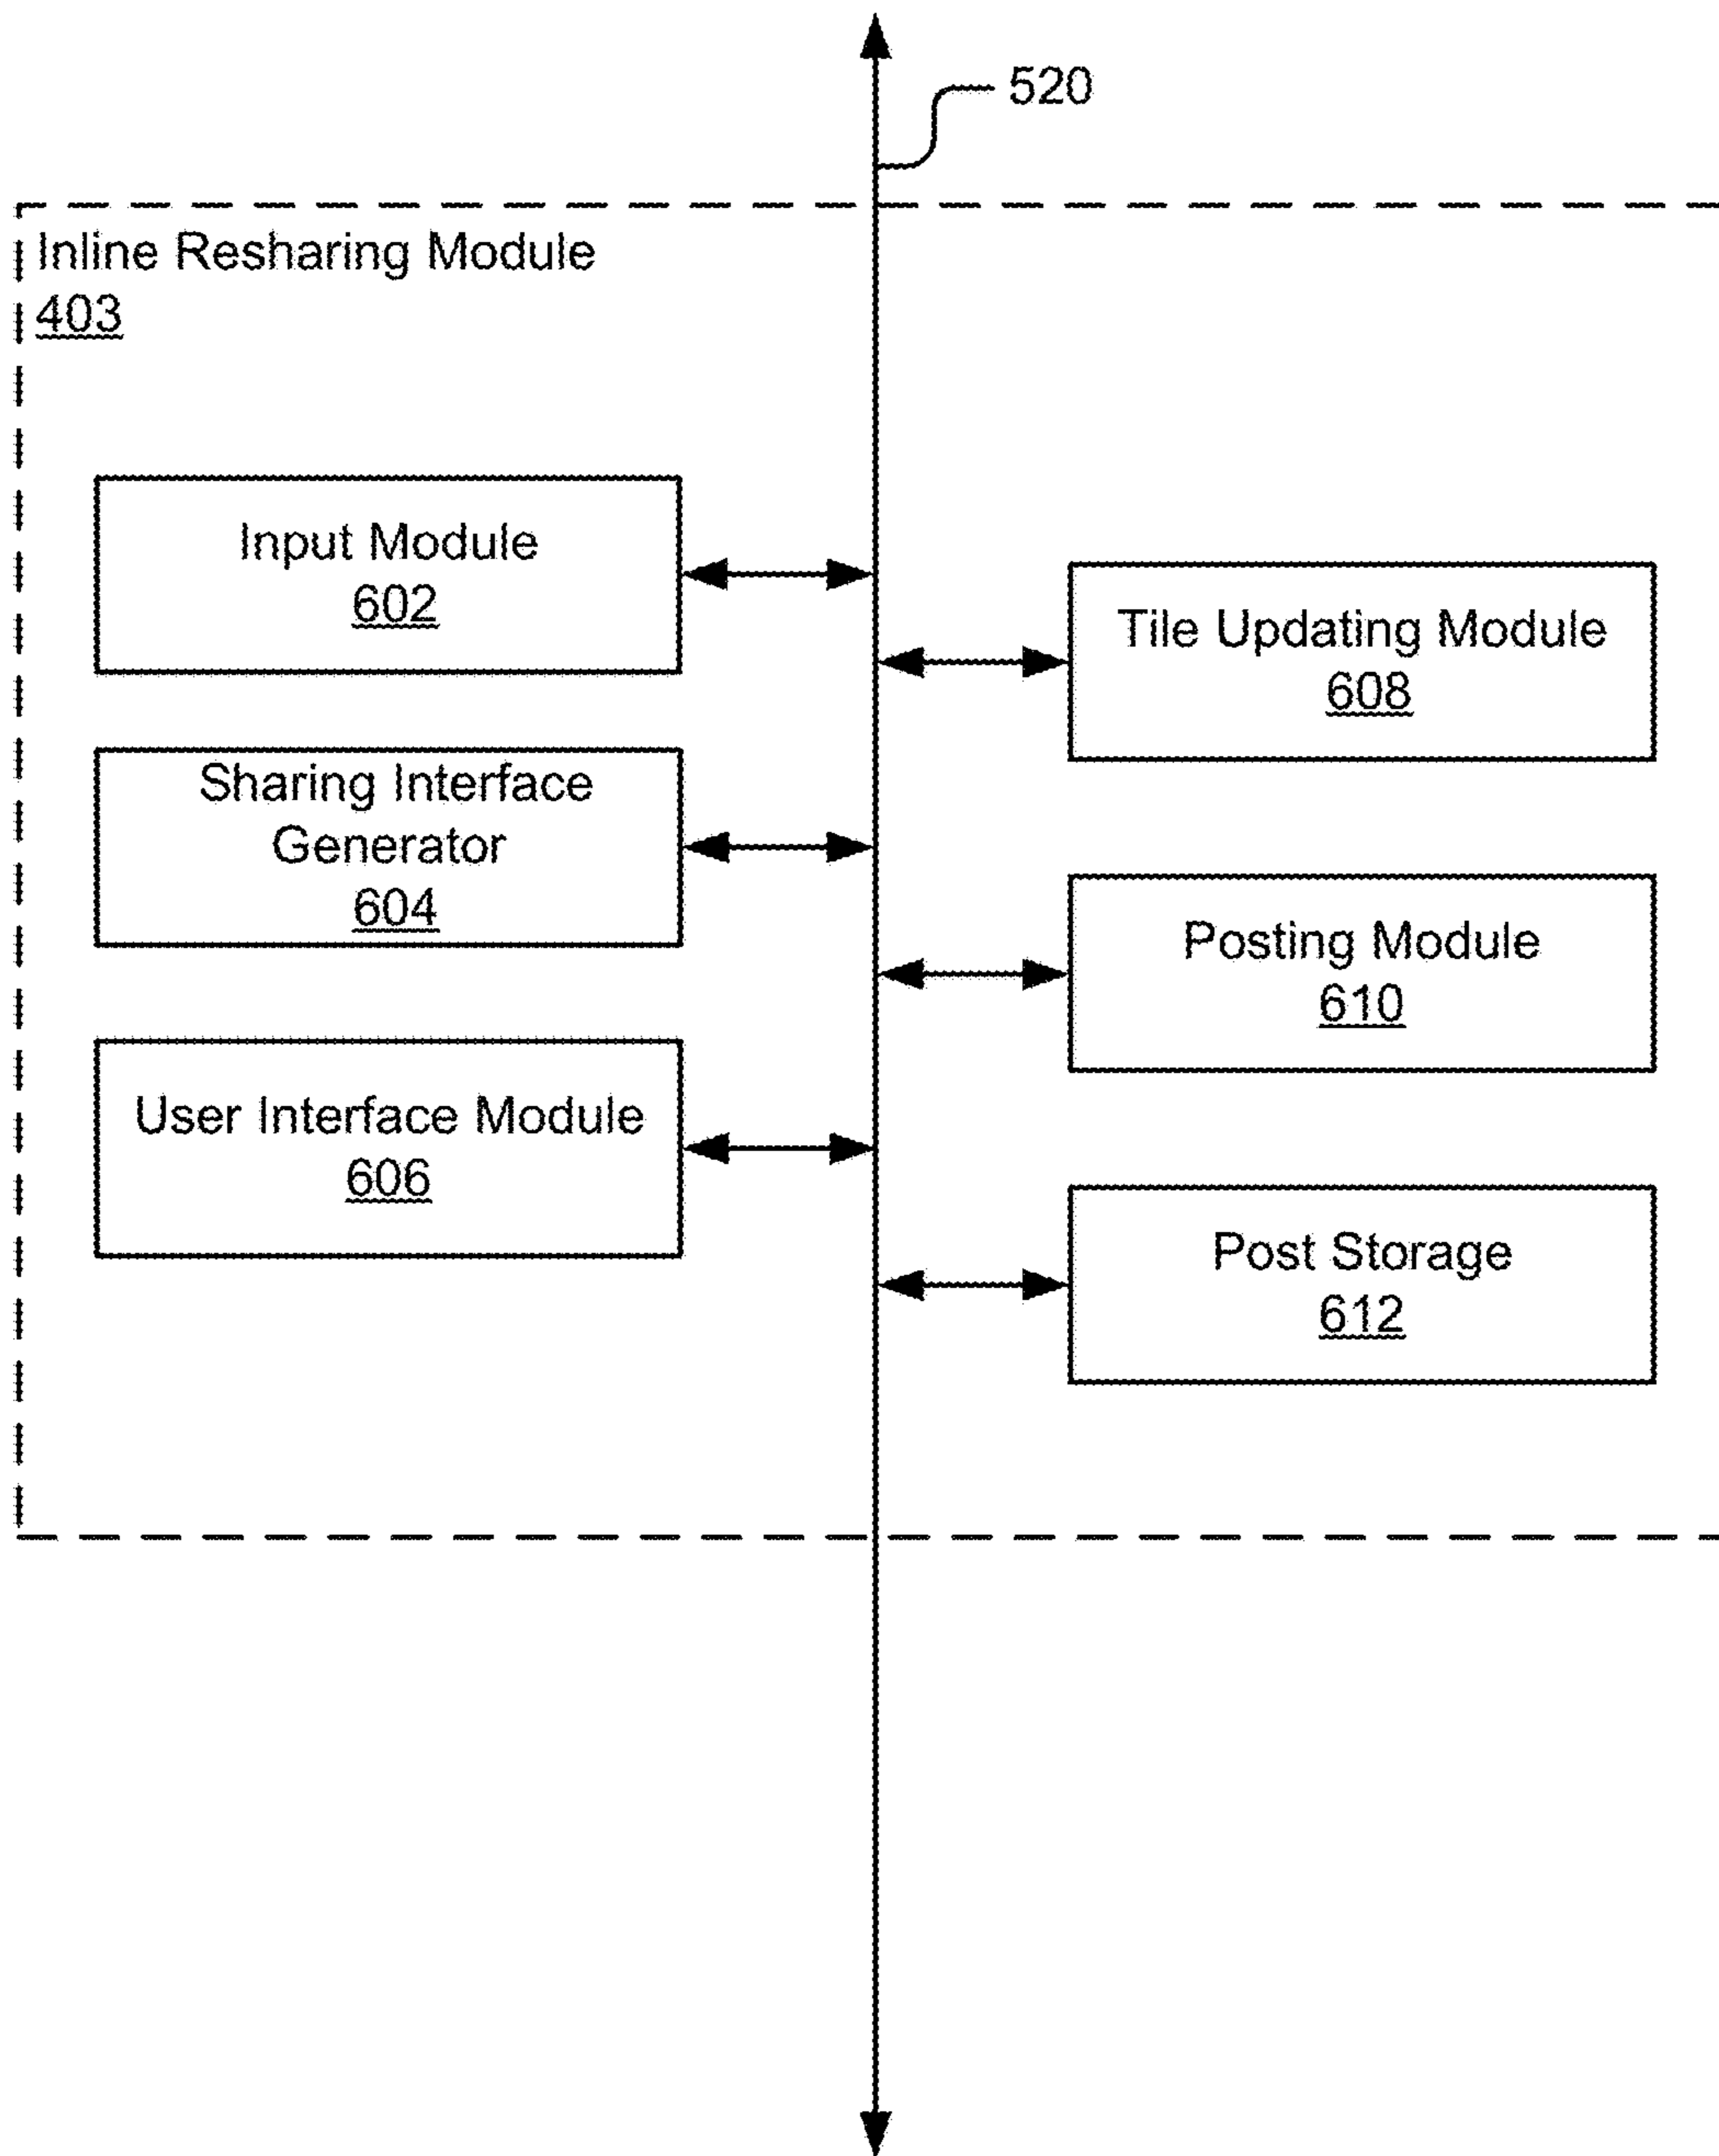 520
Inline Resharing Module
403
Input Module
602
Sharing Interface
Generator
604
User Interface Module
606
Tile Updating Module
608
Posting Module
610
Post Storage
612